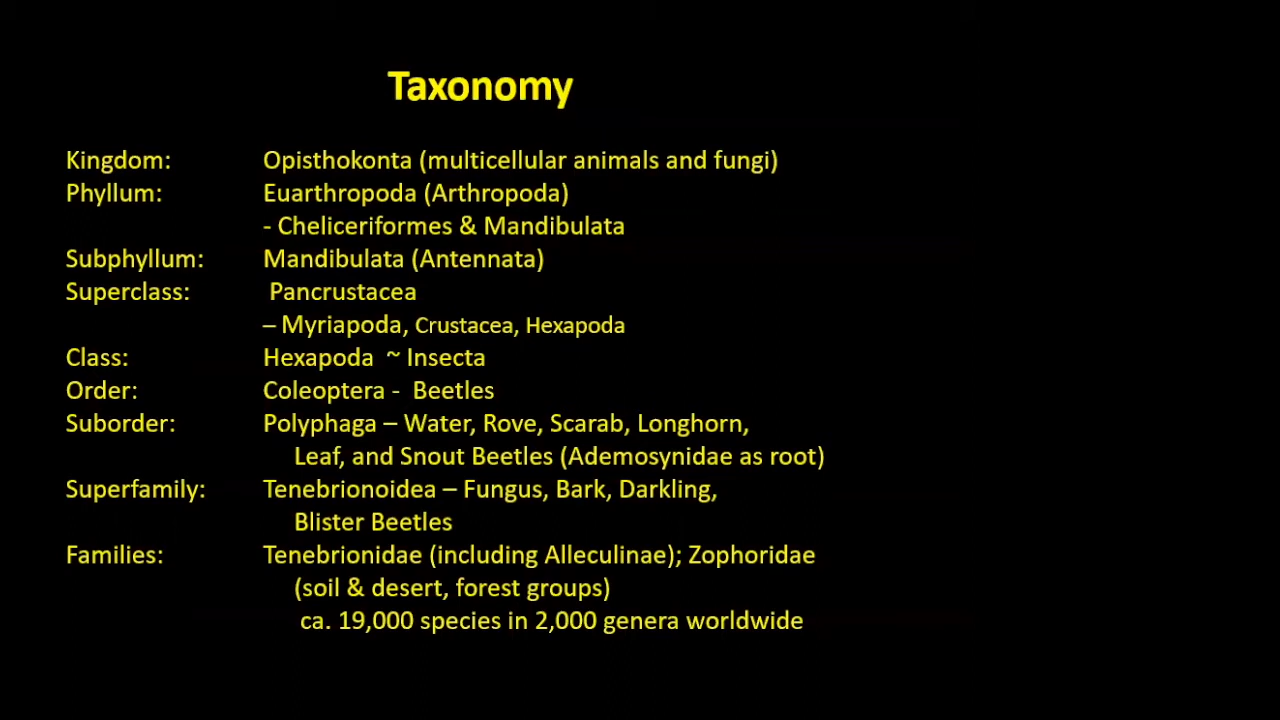 Taxonomy
Kingdom: Opisthokonta (multicellular animals and fungi)
Phyllum: Euarthropoda (Arthropoda)
- Cheliceriformes & Mandibulata
Subphyllum: Mandibulata (Antennata)
Superclass: Pancrustacea
– Myriapoda, Crustacea, Hexapoda
Class: Hexapoda ~ Insecta
Order: Coleoptera - Beetles
Suborder: Polyphaga – Water, Rove, Scarab, Longhorn,
Leaf, and Snout Beetles (Ademosynidae as root)
Superfamily: Tenebrionoidea – Fungus, Bark, Darkling,
Blister Beetles
Families: Tenebrionidae (including Alleculinae); Zophoridae
(soil & desert, forest groups)
ca. 19,000 species in 2,000 genera worldwide